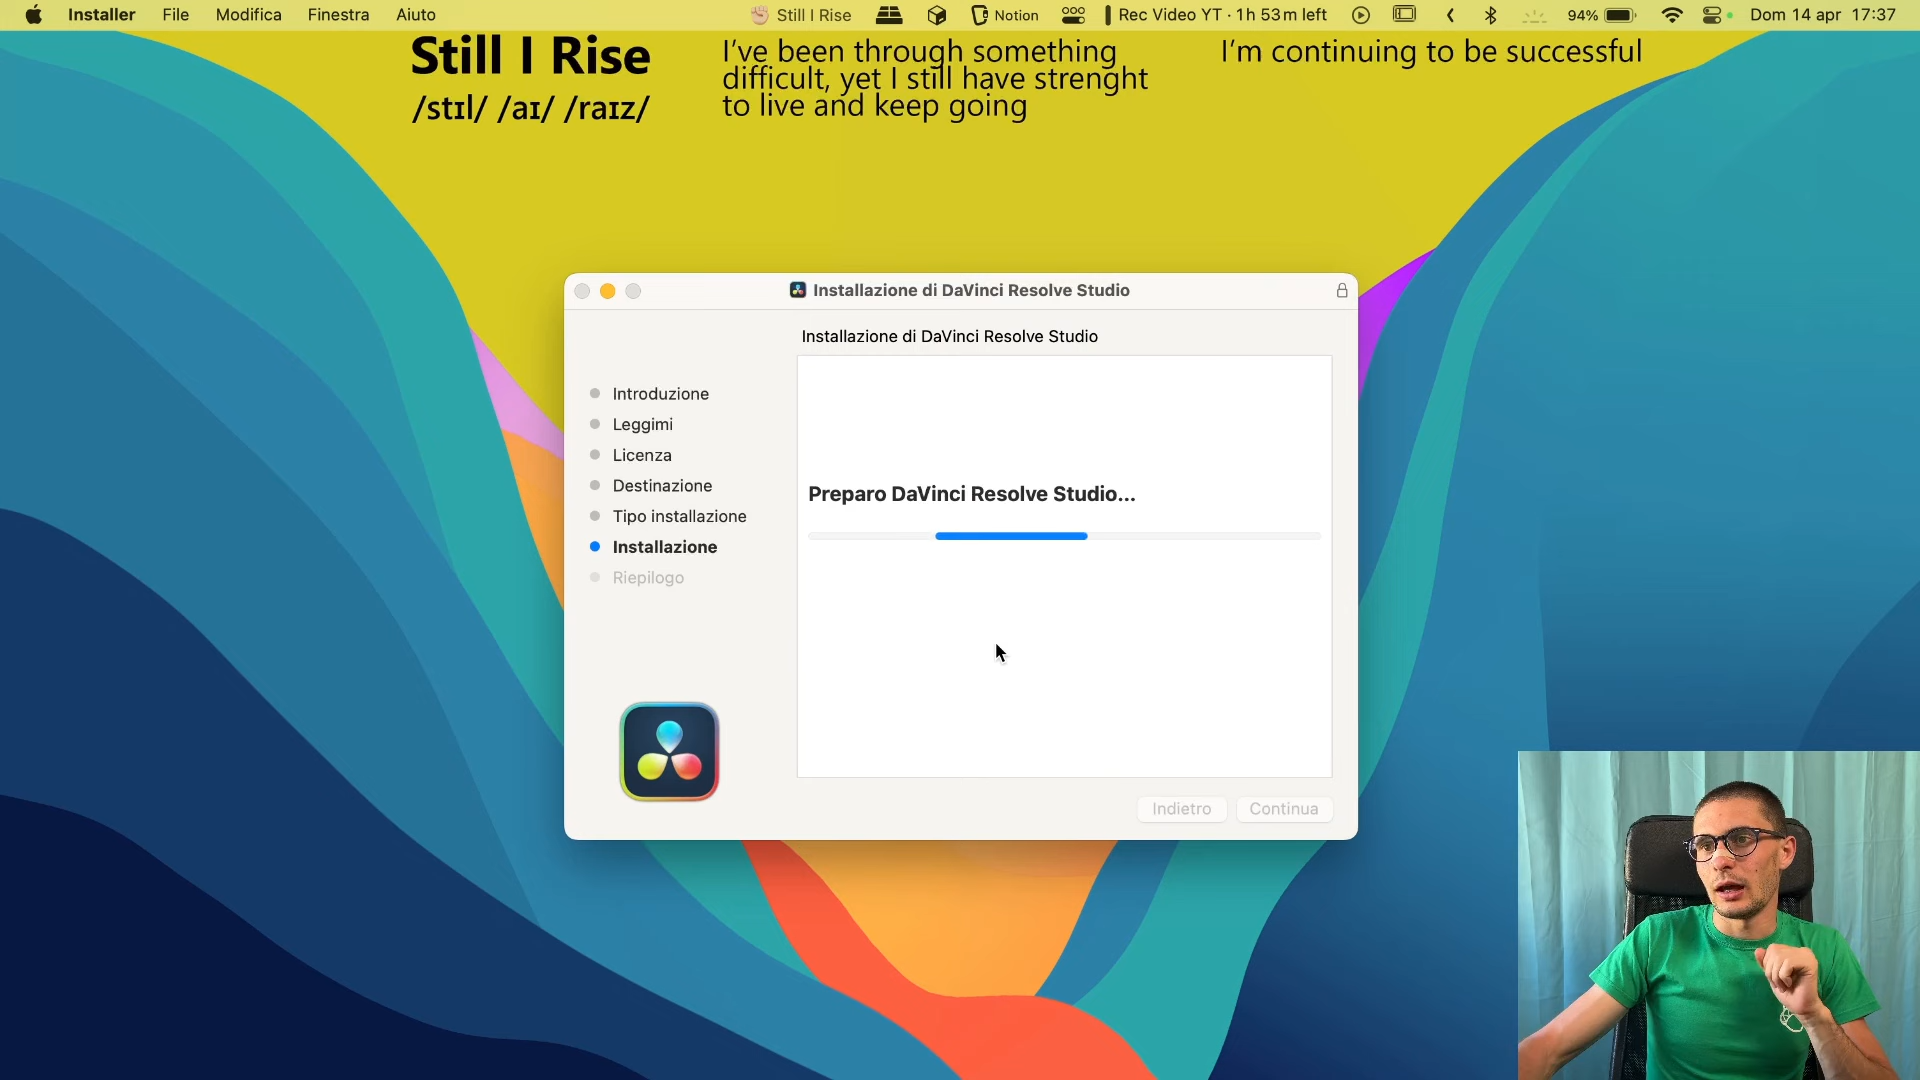 Installer File Modifica Finestra Aiuto Still I Rise Notion Rec Video YT · 1h 53m left 94% Dom 14 apr 17:37
Still I Rise
/stɪl/ /aɪ/ /raɪz/
I've been through something
difficult, yet I still have strenght
to live and keep going
I'm continuing to be successful
Installazione di DaVinci Resolve Studio
Installazione di DaVinci Resolve Studio
Introduzione
Leggimi
Licenza
Destinazione
Tipo installazione
Installazione
Riepilogo
Preparo DaVinci Resolve Studio...
Indietro Continua